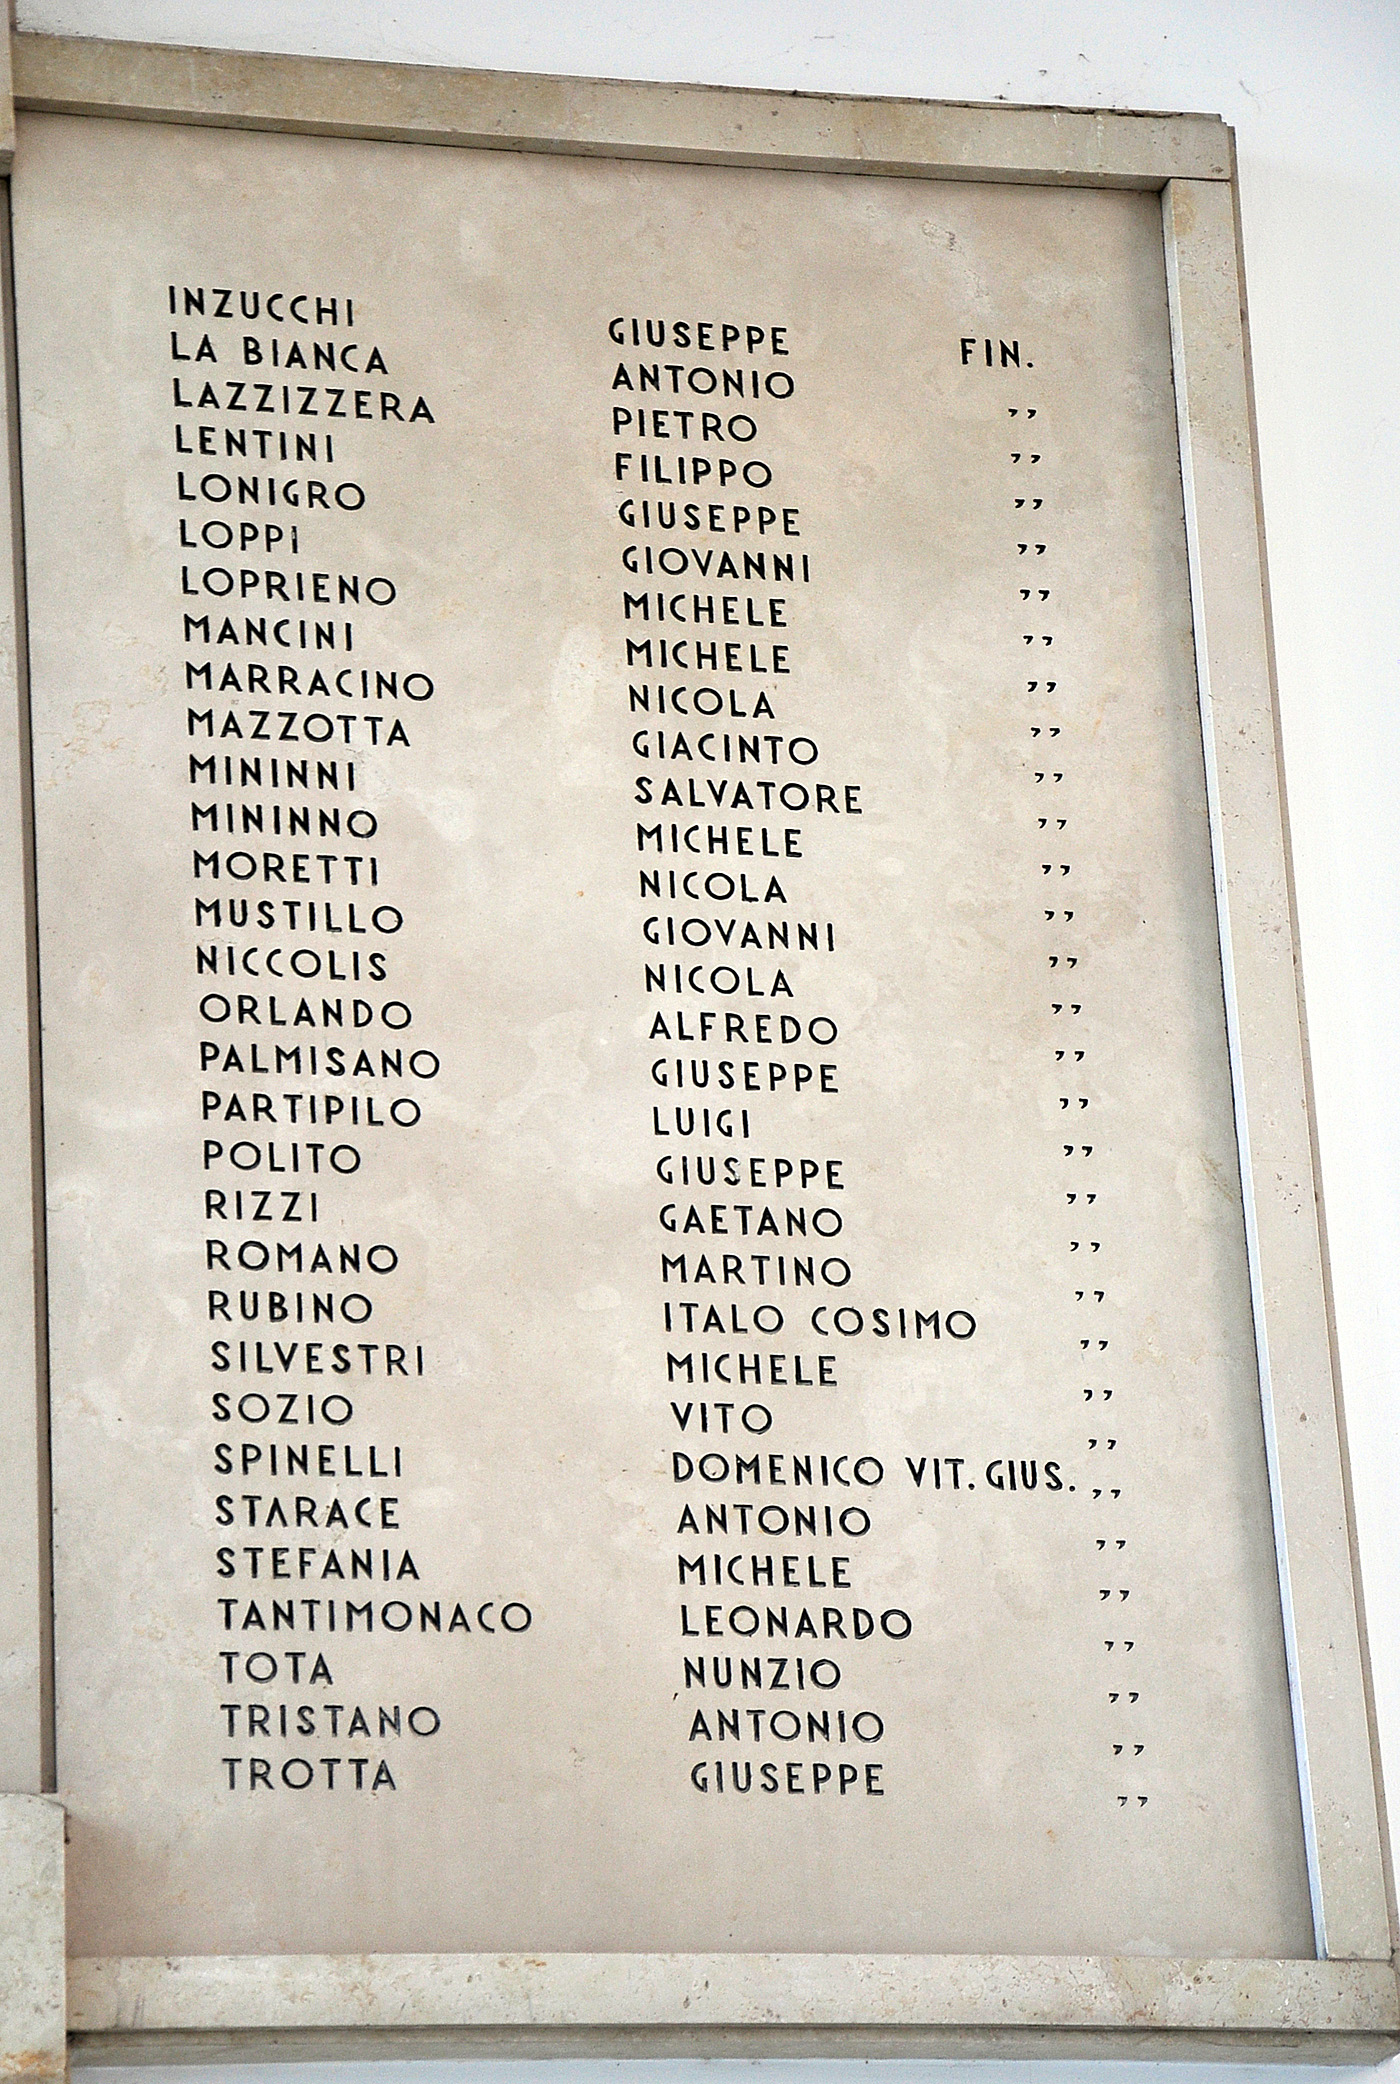 INZUCCHI GIUSEPPE FIN.
LA BIANCA ANTONIO ,,
LAZZIZZERA PIETRO ,,
LENTINI FILIPPO ,,
LONIGRO GIUSEPPE ,,
LOPPI GIOVANNI ,,
LOPRIENO MICHELE ,,
MANCINI MICHELE ,,
MARRACINO NICOLA ,,
MAZZOTTA GIACINTO ,,
MININNI SALVATORE ,,
MININNO MICHELE ,,
MORETTI NICOLA ,,
MUSTILLO GIOVANNI ,,
NICCOLIS NICOLA ,,
ORLANDO ALFREDO ,,
PALMISANO GIUSEPPE ,,
PARTIPILO LUIGI ,,
POLITO GIUSEPPE ,,
RIZZI GAETANO ,,
ROMANO MARTINO ,,
RUBINO ITALO COSIMO ,,
SILVESTRI MICHELE ,,
SOZIO VITO ,,
SPINELLI DOMENICO VIT. GIUS. ,,
STARACE ANTONIO ,,
STEFANIA MICHELE ,,
TANTIMONACO LEONARDO ,,
TOTA NUNZIO ,,
TRISTANO ANTONIO ,,
TROTTA GIUSEPPE ,,